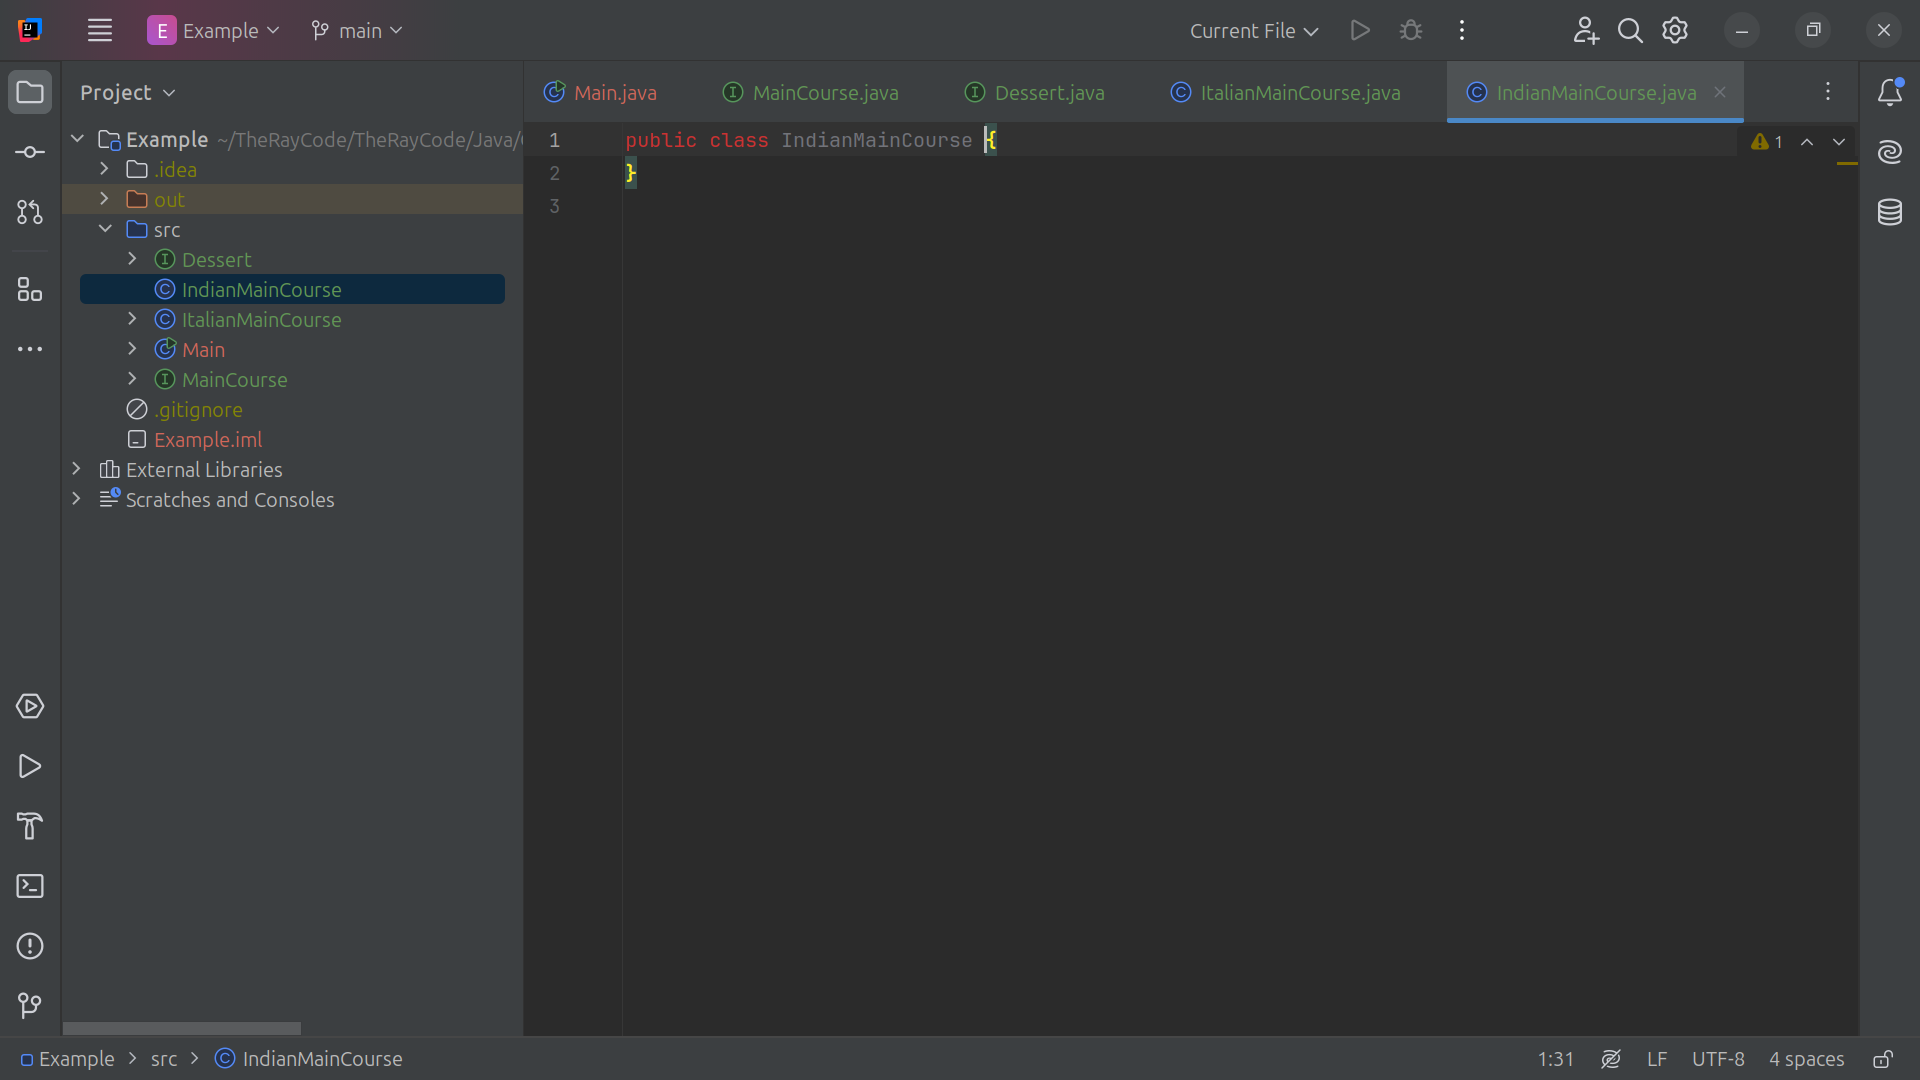 E Example main Current File
Project
Main.java MainCourse.java Dessert.java ItalianMainCourse.java IndianMainCourse.java
Example ~/TheRayCode/TheRayCode/Java/
.idea
out
src
Dessert
IndianMainCourse
ItalianMainCourse
Main
MainCourse
.gitignore
Example.iml
External Libraries
Scratches and Consoles
1 public class IndianMainCourse {
2 }
3
1
Example src IndianMainCourse
1:31 LF UTF-8 4 spaces